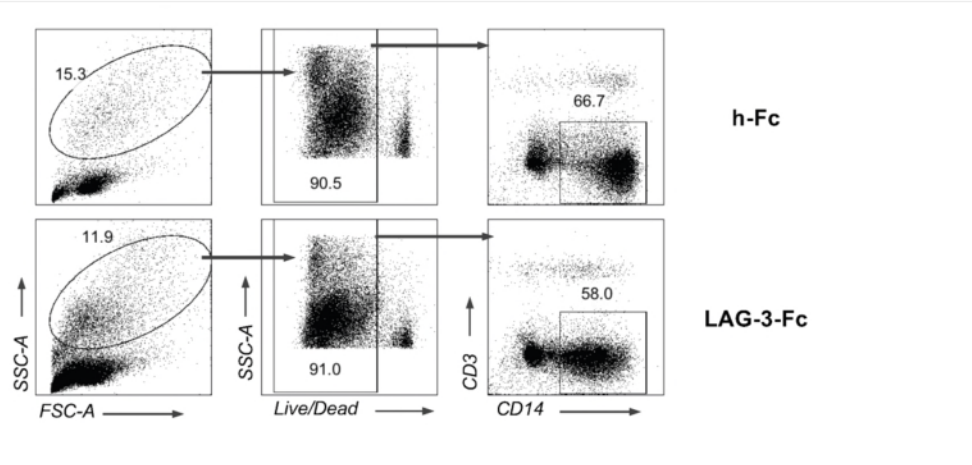 15.3
90.5
66.7
h-Fc
11.9
91.0
58.0
LAG-3-Fc
SSC-A
SSC-A
CD3
FSC-A
Live/Dead
CD14